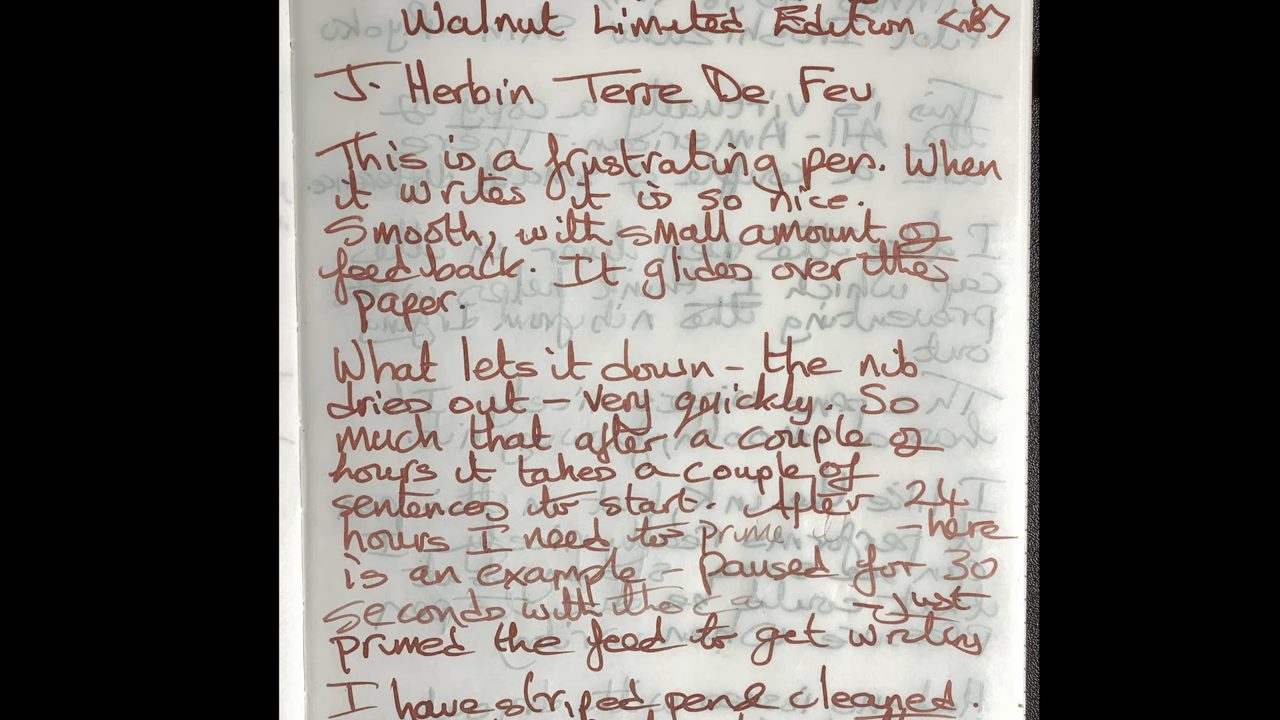 Walnut Limited Edition <B>
J. Herbin Terre De Feu
This is a frustrating pen. When
it writes it is so nice.
Smooth, with small amount of
feed back. It glides over the
paper.
What lets it down - the nib
dries out - very quickly. So
much that after a couple of
hours it takes a couple of
sentences to start. After 24
hours I need to prime - here
is an example - paused for 30
seconds with the - just
primed the feed to get writing
I have striped pen & cleaned.